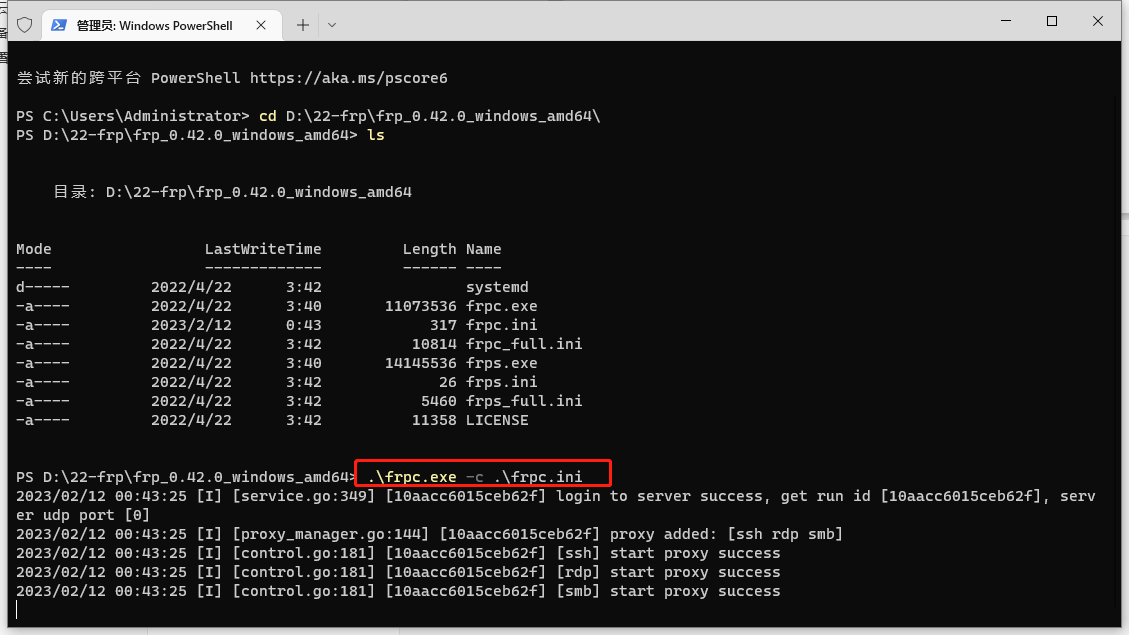 管理员: Windows PowerShell
尝试新的跨平台 PowerShell https://aka.ms/pscore6
PS C:\Users\Administrator> cd D:\22-frp\frp_0.42.0_windows_amd64\
PS D:\22-frp\frp_0.42.0_windows_amd64> ls
目录: D:\22-frp\frp_0.42.0_windows_amd64
Mode LastWriteTime Length Name
---- ------------- ------ ----
d----- 2022/4/22 3:42 systemd
-a---- 2022/4/22 3:40 11073536 frpc.exe
-a---- 2023/2/12 0:43 317 frpc.ini
-a---- 2022/4/22 3:42 10814 frpc_full.ini
-a---- 2022/4/22 3:40 14145536 frps.exe
-a---- 2022/4/22 3:42 26 frps.ini
-a---- 2022/4/22 3:42 5460 frps_full.ini
-a---- 2022/4/22 3:42 11358 LICENSE
PS D:\22-frp\frp_0.42.0_windows_amd64> .\frpc.exe -c .\frpc.ini
2023/02/12 00:43:25 [I] [service.go:349] [10aacc6015ceb62f] login to server success, get run id [10aacc6015ceb62f], serv
er udp port [0]
2023/02/12 00:43:25 [I] [proxy_manager.go:144] [10aacc6015ceb62f] proxy added: [ssh rdp smb]
2023/02/12 00:43:25 [I] [control.go:181] [10aacc6015ceb62f] [ssh] start proxy success
2023/02/12 00:43:25 [I] [control.go:181] [10aacc6015ceb62f] [rdp] start proxy success
2023/02/12 00:43:25 [I] [control.go:181] [10aacc6015ceb62f] [smb] start proxy success